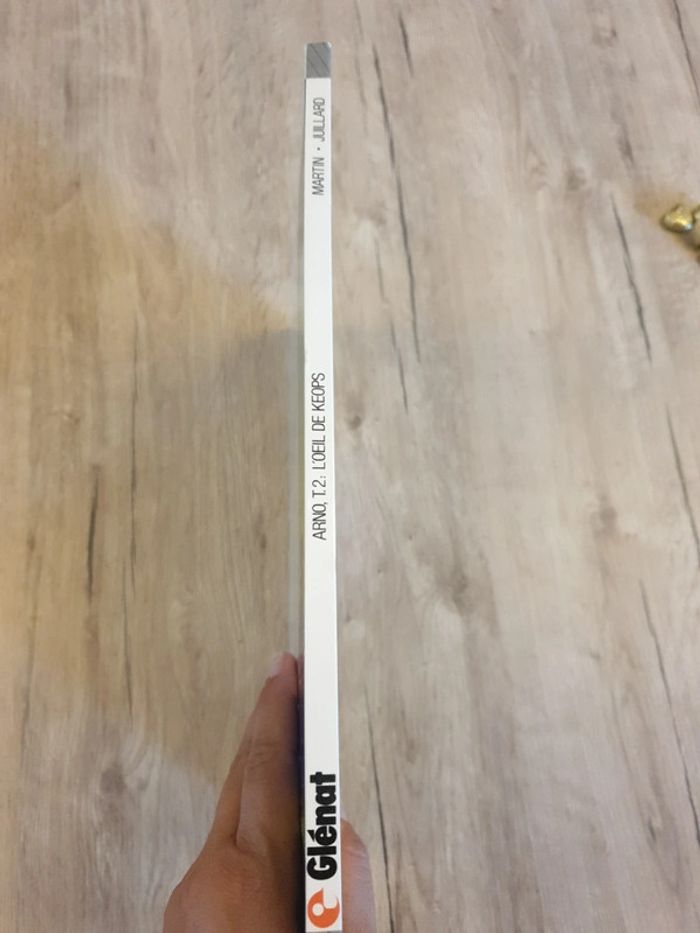 MARTIN • JUILLARD
ARNO, T.2: L'OEIL DE KEOPS
Glénat